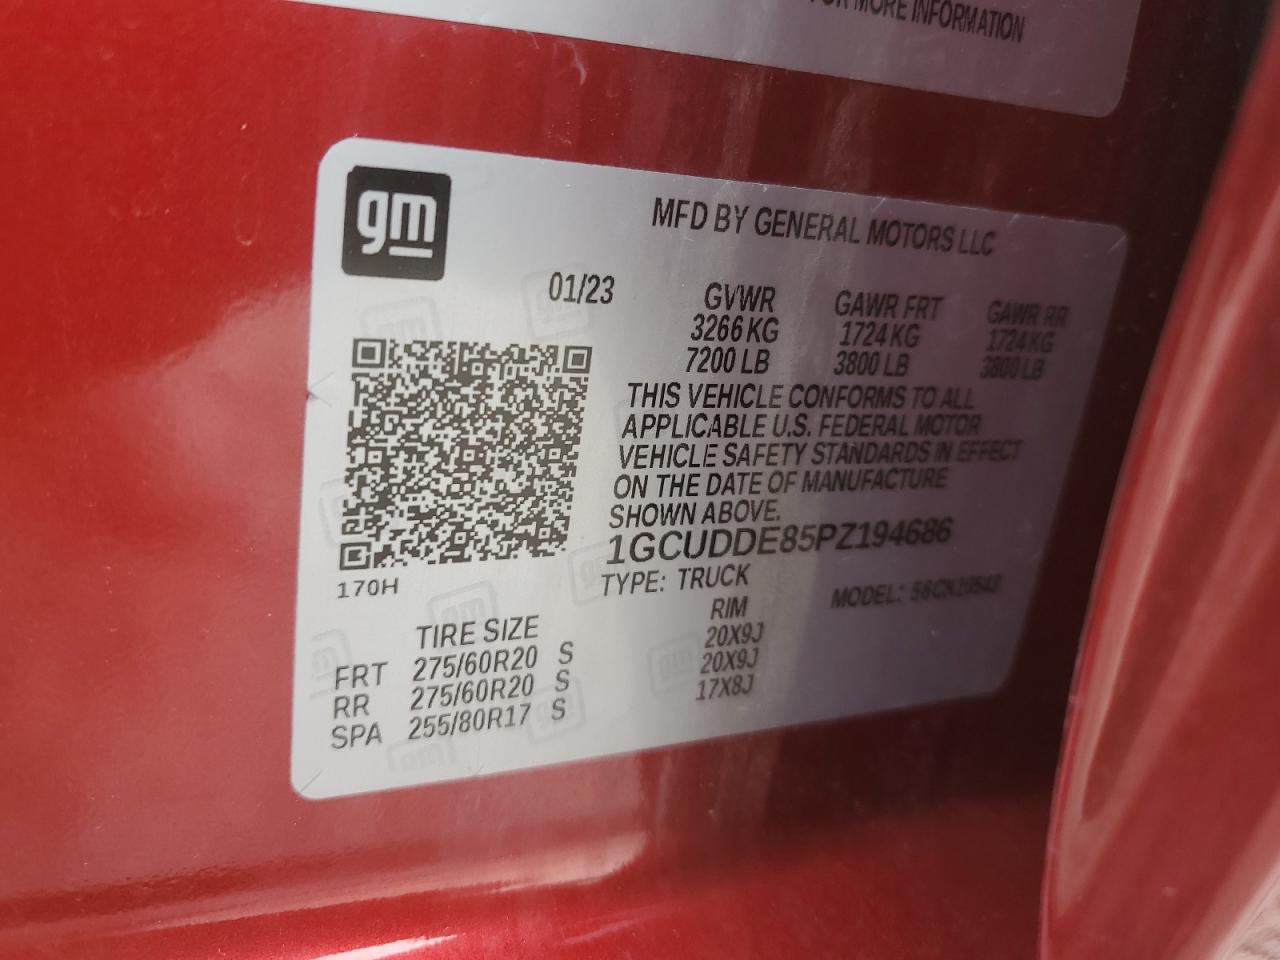 FOR MORE INFORMATION
gm
MFD BY GENERAL MOTORS LLC
01/23 GVWR GAWR FRT GAWR RR
3266 KG 1724 KG 1724 KG
7200 LB 3800 LB 3800 LB
THIS VEHICLE CONFORMS TO ALL
APPLICABLE U.S. FEDERAL MOTOR
VEHICLE SAFETY STANDARDS IN EFFECT
ON THE DATE OF MANUFACTURE
SHOWN ABOVE.
1GCUDDE85PZ194686
170H
TYPE: TRUCK MODEL:
TIRE SIZE RIM
FRT 275/60R20 S 20X9J
RR 275/60R20 S 20X9J
SPA 255/80R17 S 17X8J